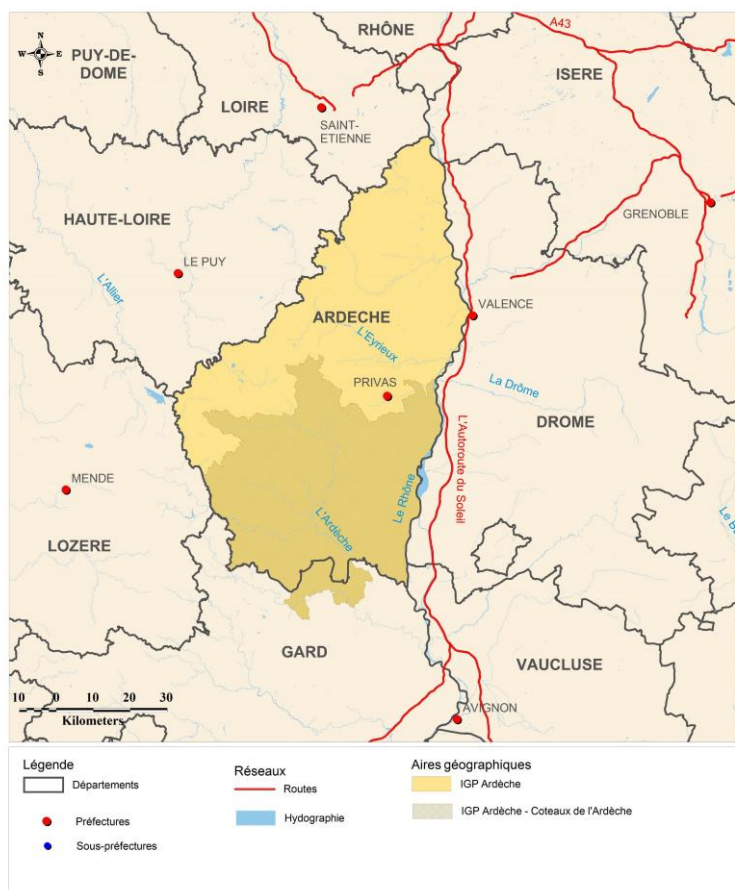 RHÔNE
A43
N
W E
S
PUY-DE-
DOME
ISERE
LOIRE
SAINT-
ETIENNE
HAUTE-LOIRE
GRENOBLE
LE PUY
L'Allier
VALENCE
ARDECHE
L'Eyrieux
PRIVAS
La Drôme
DROME
L'Autoroute du Soleil
MENDE
Le Rhône
L'Ardèche
LOZERE
GARD
VAUCLUSE
10 0 10 20 30
Kilometers
AVIGNON
Légende
Départements
Préfectures
Sous-préfectures
Réseaux
Routes
Hydographie
Aires géographiques
IGP Ardèche
IGP Ardèche - Coteaux de l'Ardèche